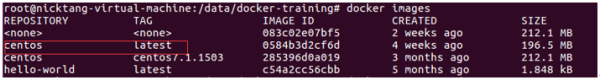 root@nicktang-virtual-machine:/data/docker-training# docker images
REPOSITORY TAG IMAGE ID CREATED SIZE
<none> <none> 083c02e07bf5 2 weeks ago 212.1 MB
centos latest 0584b3d2cf6d 4 weeks ago 196.5 MB
centos centos7.1.1503 285396d0a019 3 months ago 212.1 MB
hello-world latest c54a2cc56cbb 5 months ago 1.848 kB